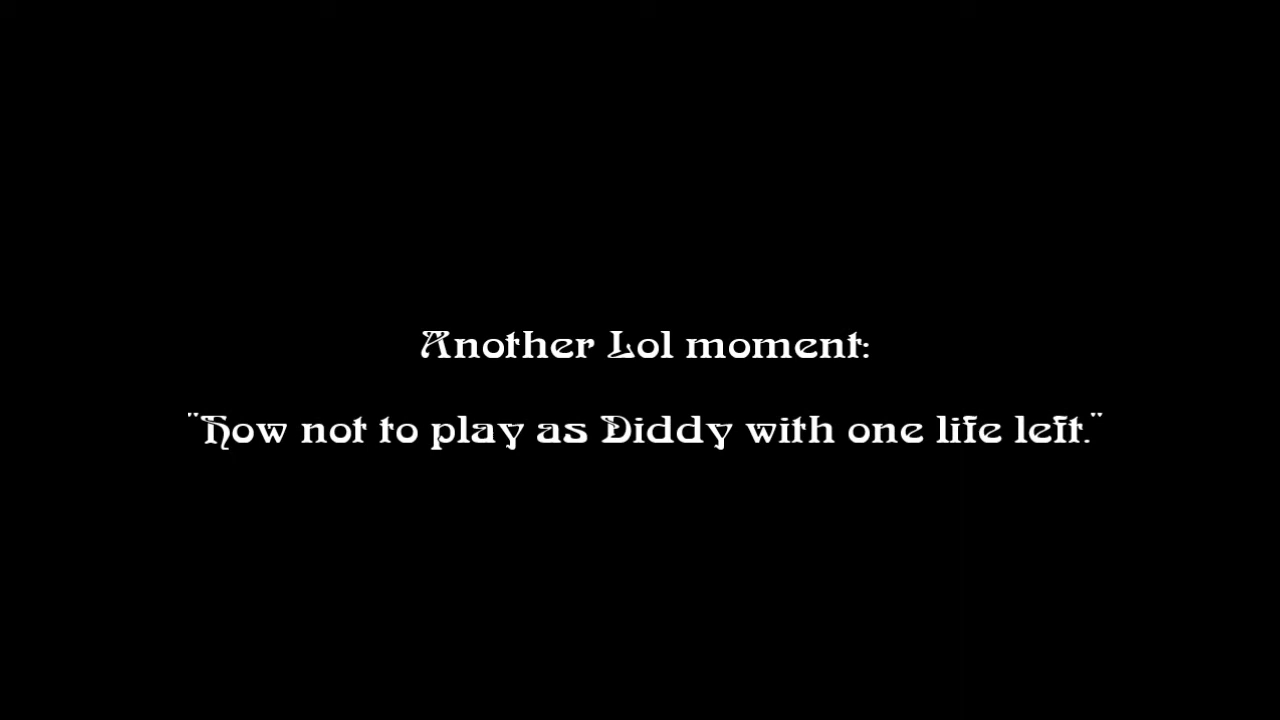 Another Lol moment:
"How not to play as Diddy with one life left."